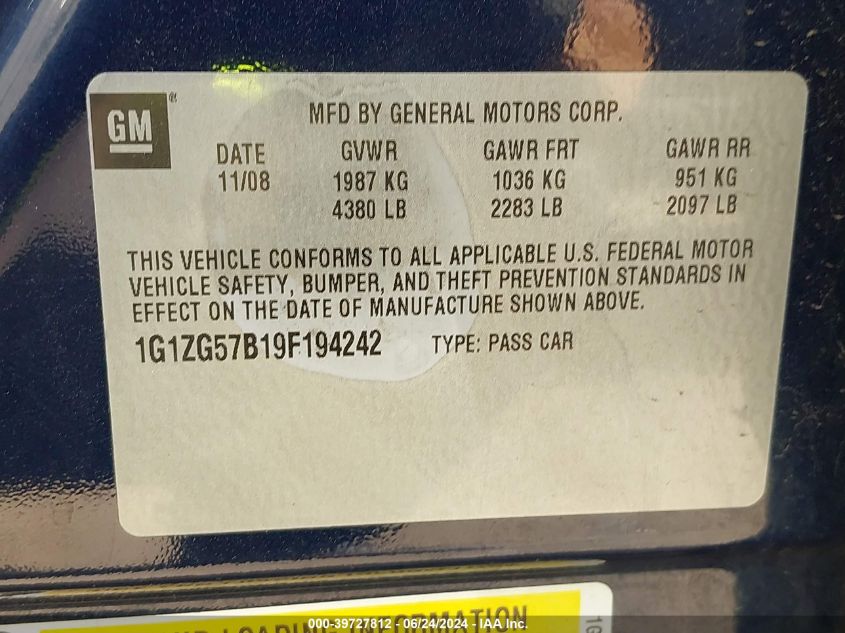 GM ®
MFD BY GENERAL MOTORS CORP.
DATE GVWR GAWR FRT GAWR RR
11/08 1987 KG 1036 KG 951 KG
4380 LB 2283 LB 2097 LB
THIS VEHICLE CONFORMS TO ALL APPLICABLE U.S. FEDERAL MOTOR
VEHICLE SAFETY, BUMPER, AND THEFT PREVENTION STANDARDS IN
EFFECT ON THE DATE OF MANUFACTURE SHOWN ABOVE.
1G1ZG57B19F194242 TYPE: PASS CAR
LOADING INFORMATION
000-39727812 - 06/24/2024 - IAA Inc.